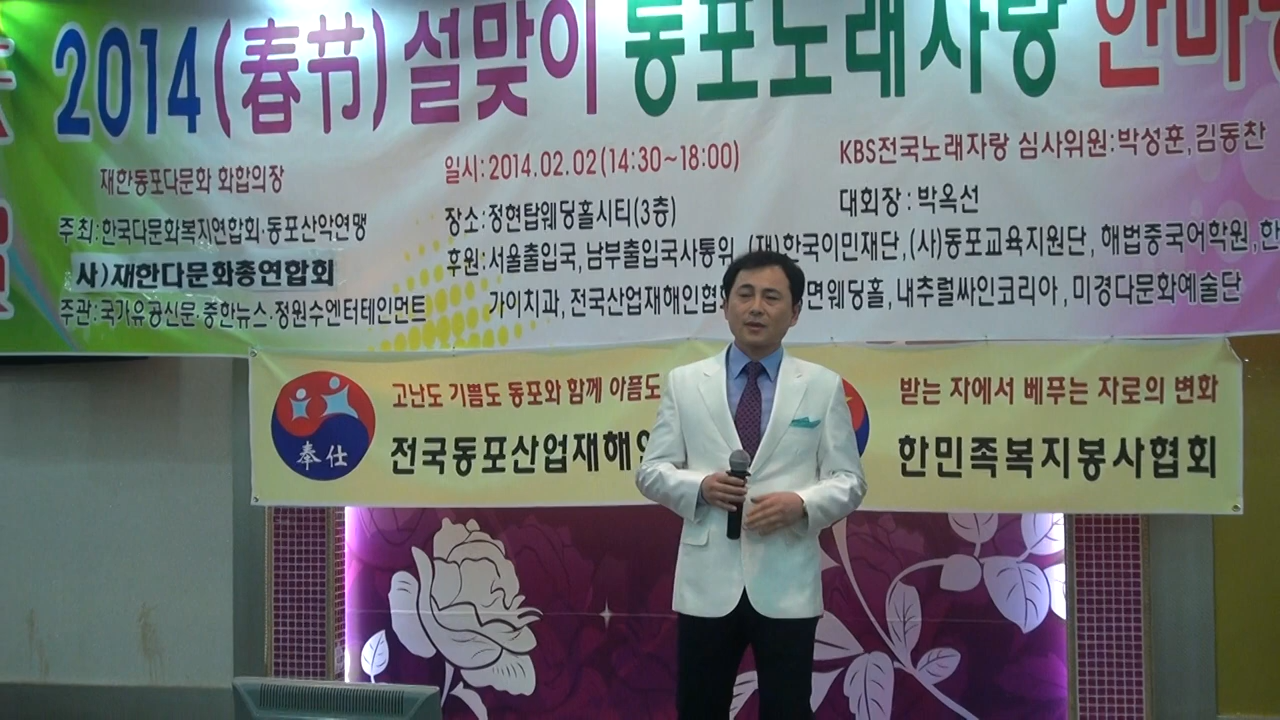 2014(春节) 설맞이 동포노래자랑 한마
재한동포다문화 화합의장
일시:2014.02.02(14:30~18:00)
KBS전국노래자랑 심사위원:박성훈,김동찬
주최:한국다문화복지연합회·동포산악연맹
장소:정현탑웨딩홀시티(3층)
대회장:박옥선
사)재한다문화총연합회
후원:서울출입국,남부출입국사통위,(재)한국이민재단,(사)동포교육지원단, 해법중국어학원,한
주관:국가유공신문·중한뉴스·정원수엔터테인먼트
가이치과,전국산업재해인협 면웨딩홀,내추럴싸인코리아,미경다문화예술단
고난도 기쁨도 동포와 함께 아픔도
받는 자에서 베푸는 자로의 변화
奉仕
전국동포산업재해인
한민족복지봉사협회